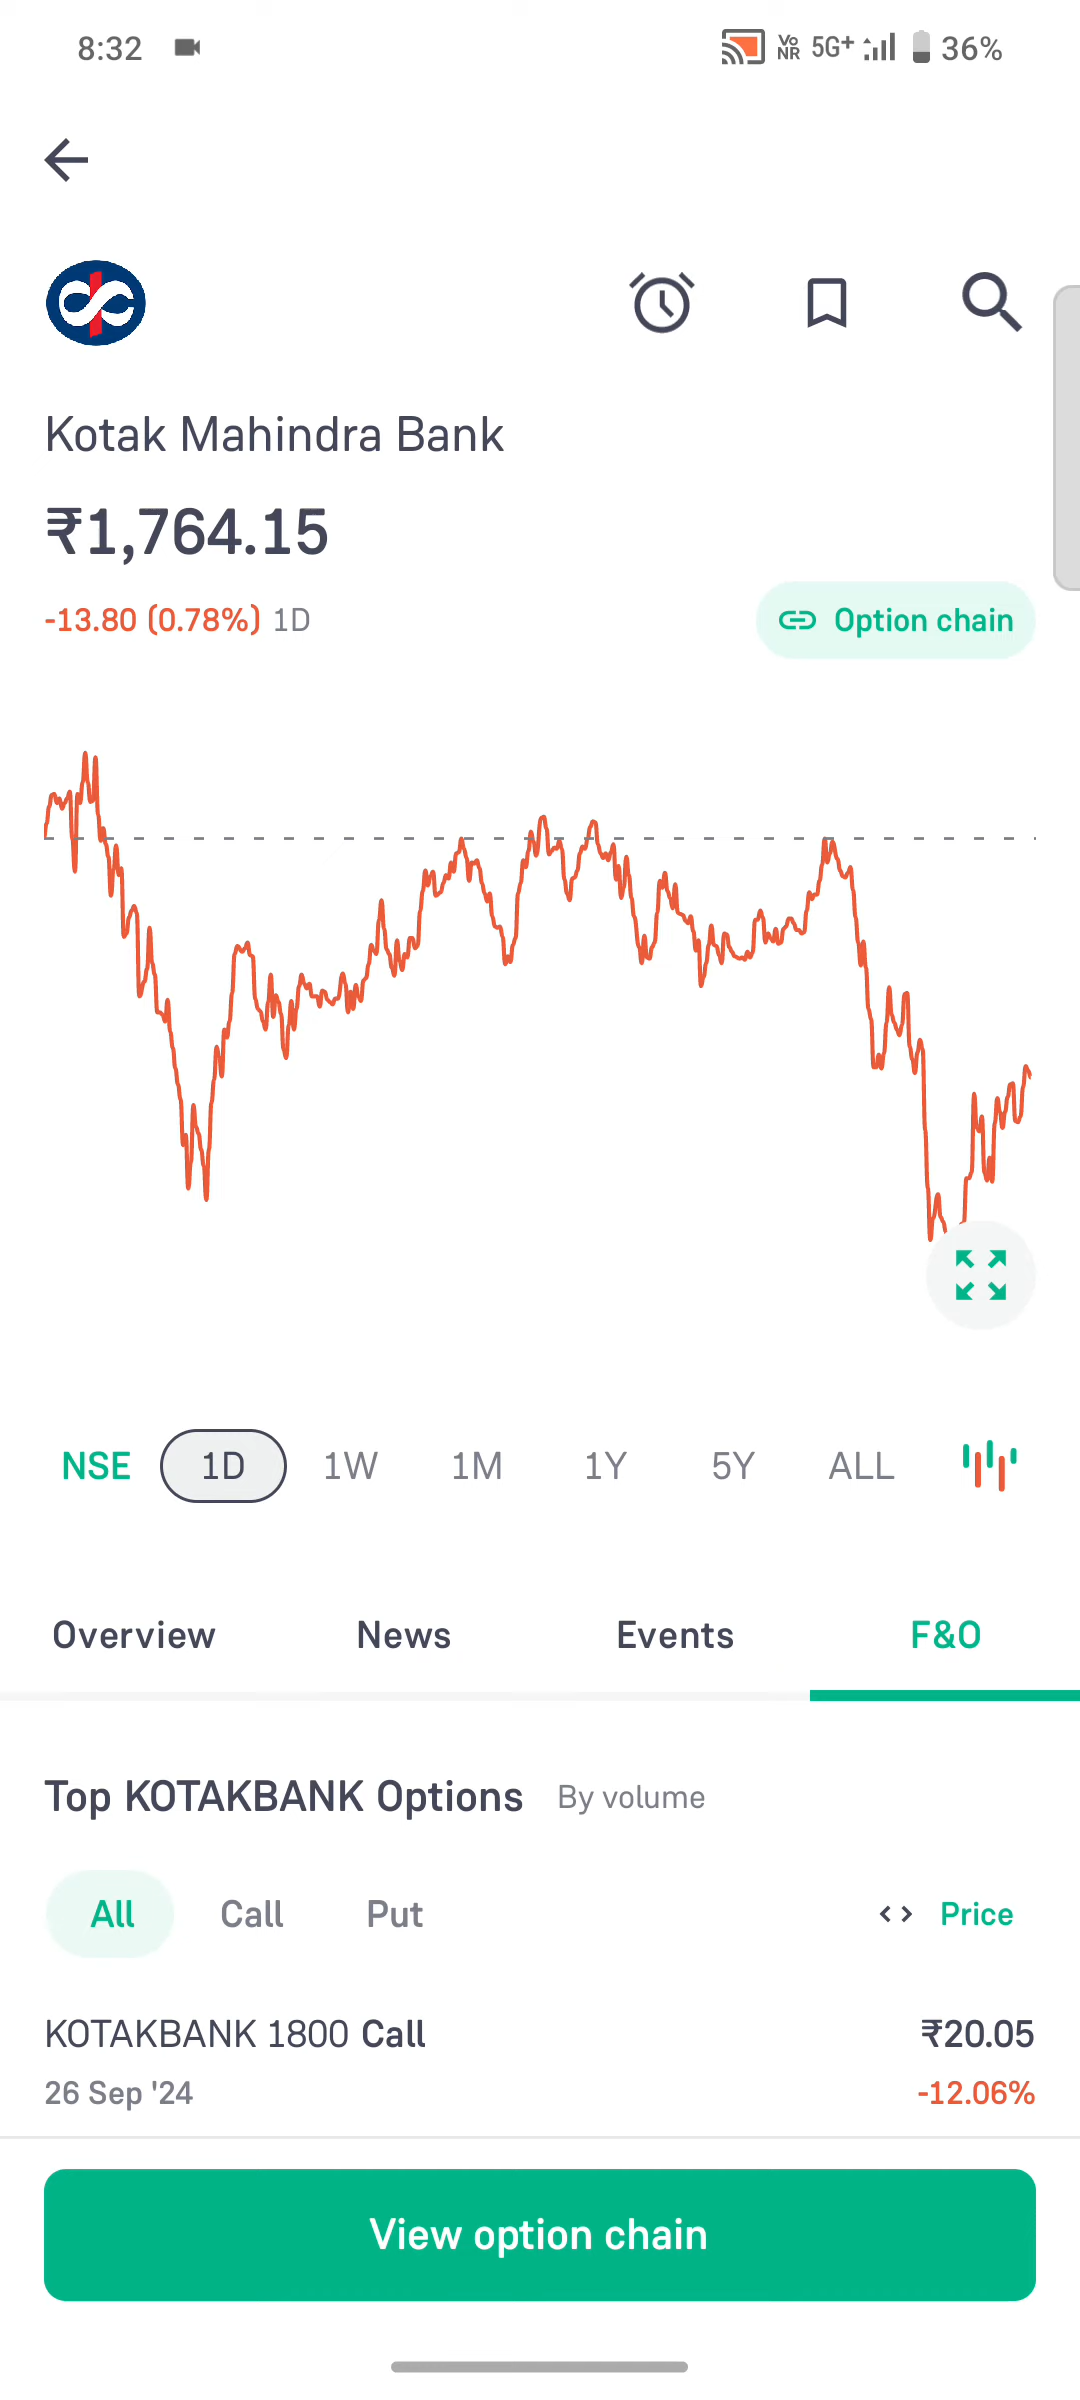 8:32
Vo NR 5G+ 36%
Kotak Mahindra Bank
₹1,764.15
-13.80 (0.78%) 1D
Option chain
NSE 1D 1W 1M 1Y 5Y ALL
Overview News Events F&O
Top KOTAKBANK Options By volume
All Call Put <> Price
KOTAKBANK 1800 Call ₹20.05
26 Sep '24 -12.06%
View option chain